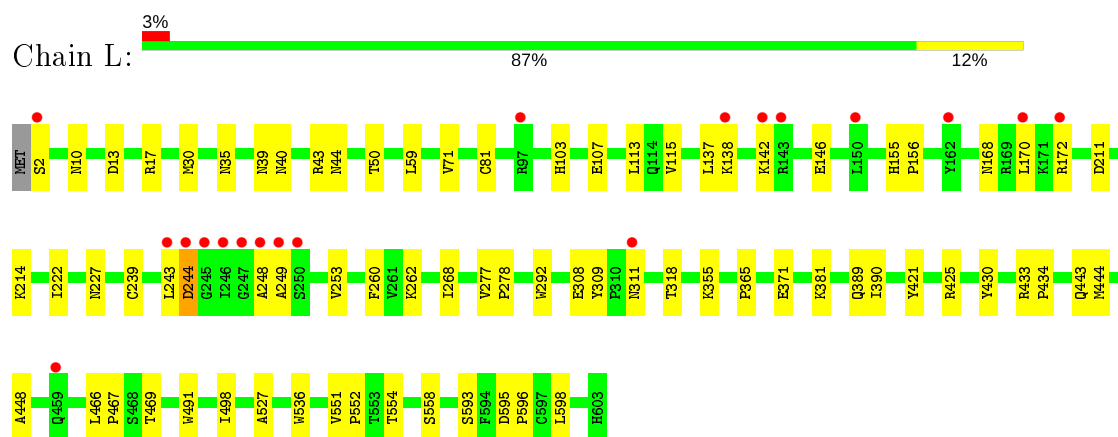 3%
Chain L:
87%
12%
MET S2 N10 D13 R17 M30 N35 N39 N40 R43 N44 T50 L59 V71 C81 R97 H103 E107 L113 Q114 V115 L137 K138 K142 R143 E146 L150 H155 P156 Y162 N168 R169 L170 K171 R172 D211
K214 I222 N227 C239 L243 D244 G245 I246 G247 A248 A249 S250 V253 F260 V261 K262 I268 V277 P278 W292 E308 Y309 P310 N311 T318 K355 P365 E371 K381 Q389 I390 Y421 R425 Y430 R433 P434 Q443 M444
A448 Q459 L466 P467 S468 T469 W491 I498 A527 W536 V551 P552 T553 T554 S558 S593 F594 D595 P596 C597 L598 H603